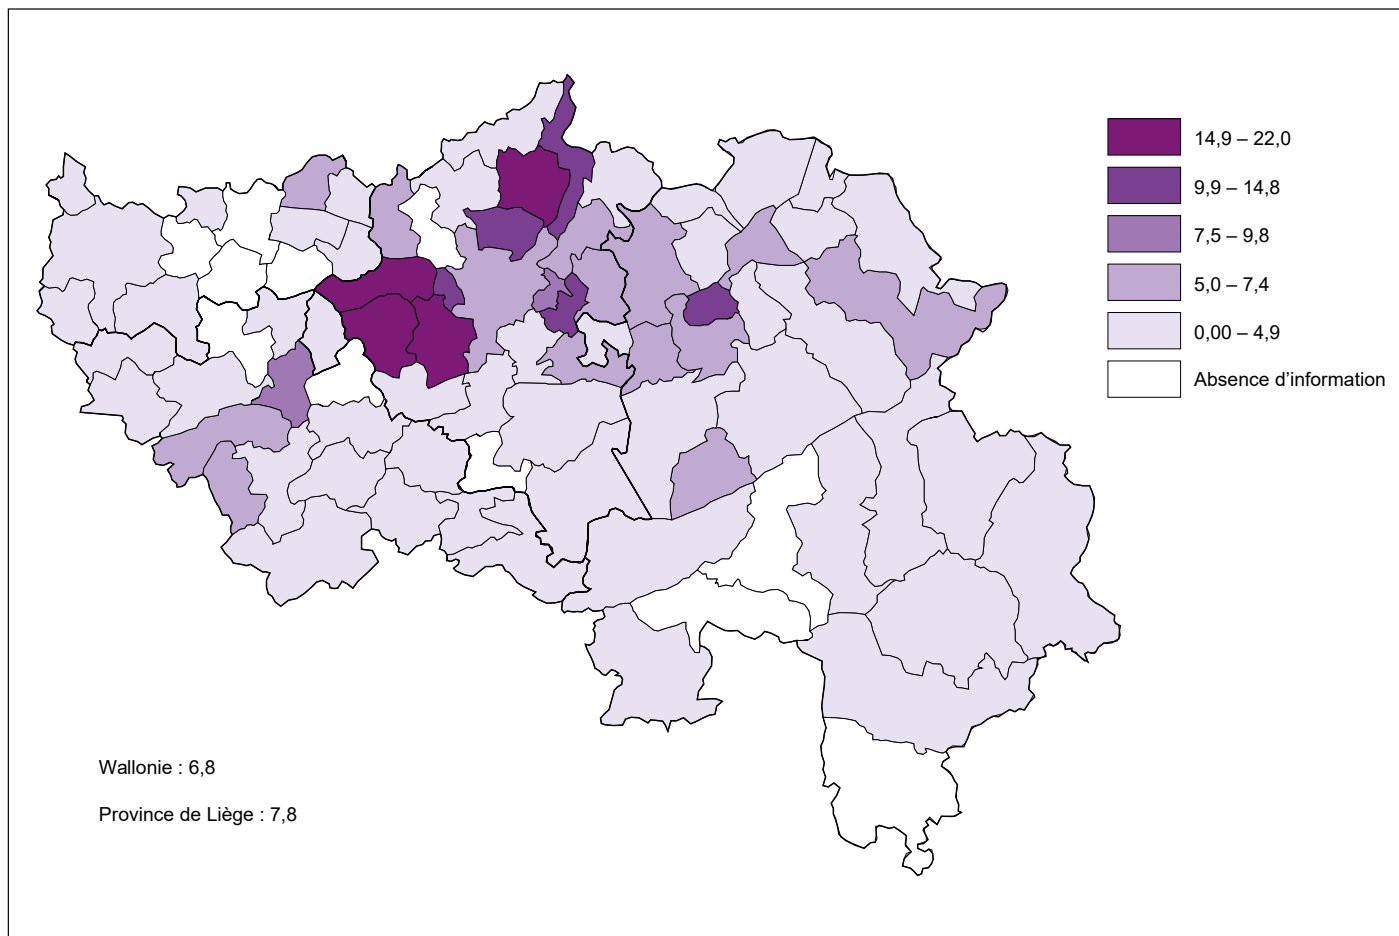 14,9 – 22,0
9,9 – 14,8
7,5 – 9,8
5,0 – 7,4
0,00 – 4,9
Absence d’information
Wallonie : 6,8
Province de Liège : 7,8